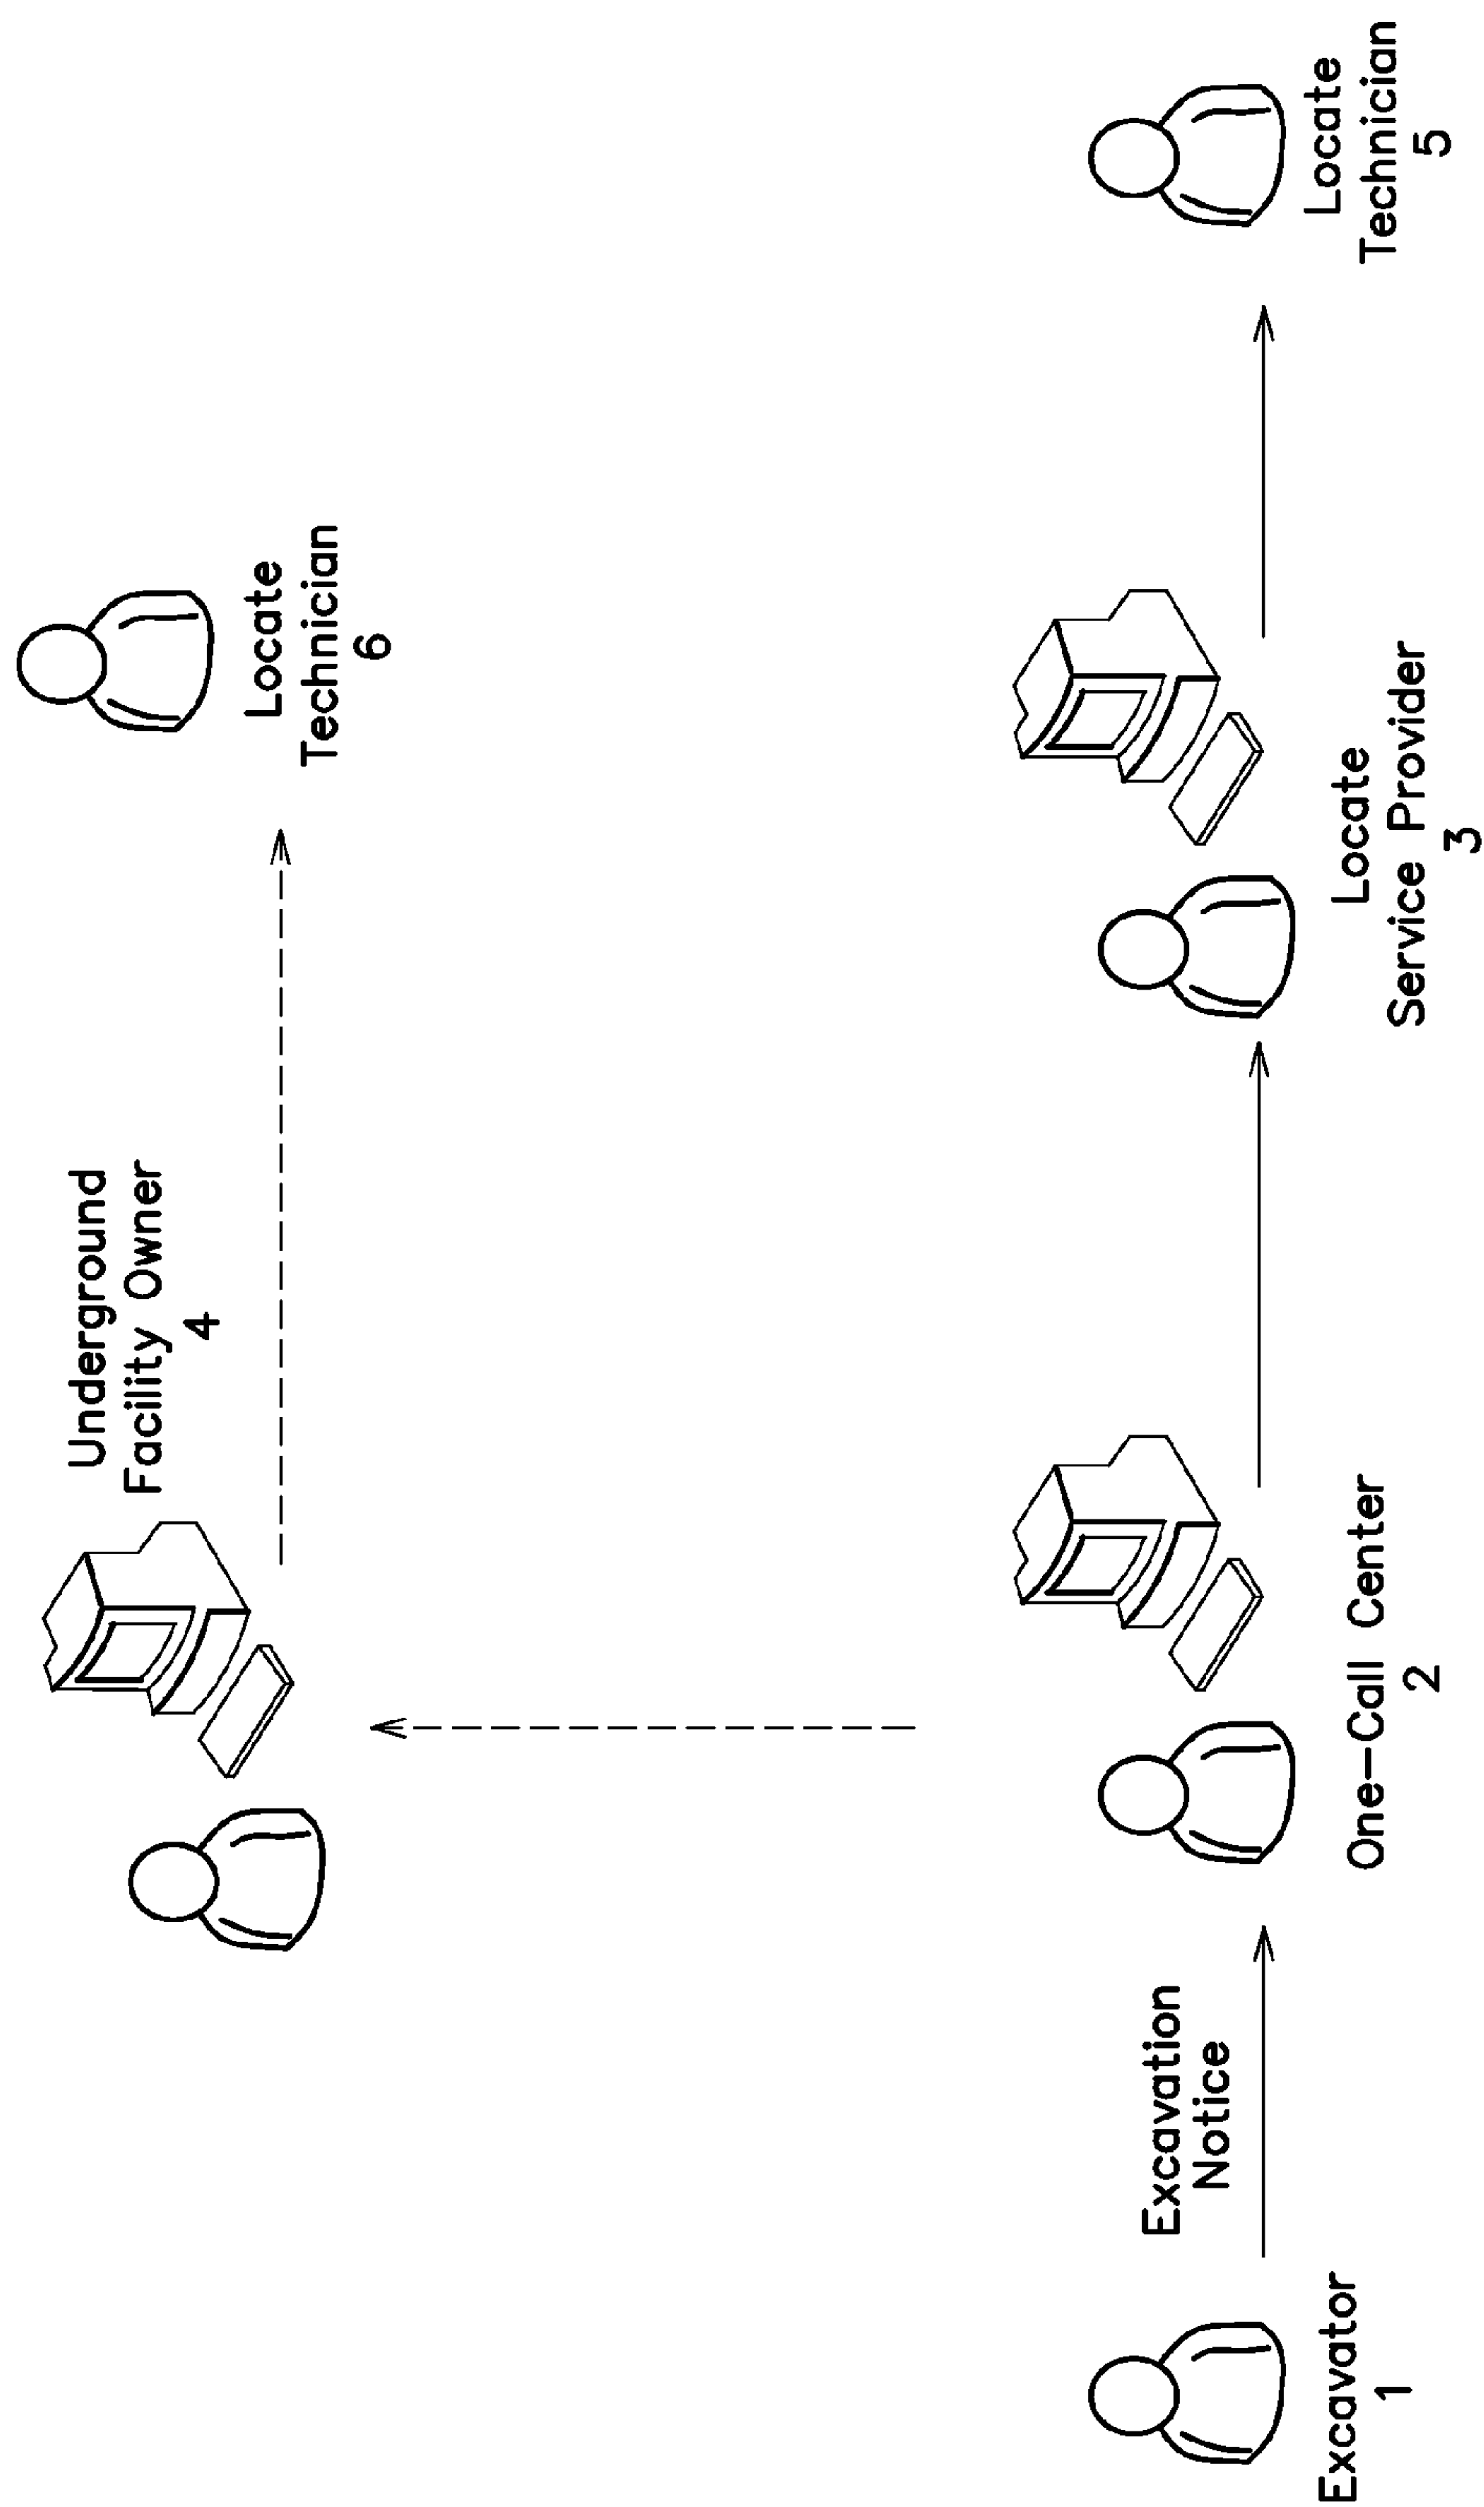 Underground
Facility Owner
4
Locate
Technician
6
Excavation
Notice
Excavator
1
One-Call Center
2
Locate
Service Provider
3
Locate
Technician
5